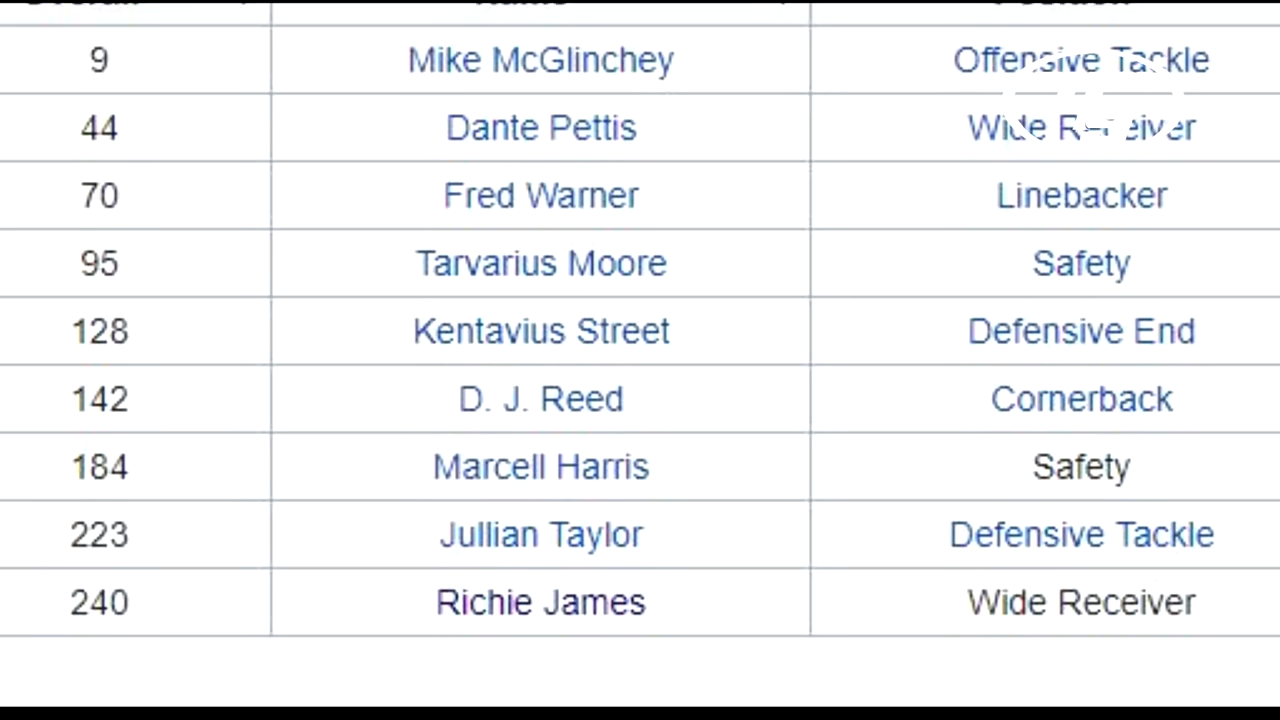 9 Mike McGlinchey Offensive Tackle
44 Dante Pettis Wide Receiver
70 Fred Warner Linebacker
95 Tarvarius Moore Safety
128 Kentavius Street Defensive End
142 D. J. Reed Cornerback
184 Marcell Harris Safety
223 Jullian Taylor Defensive Tackle
240 Richie James Wide Receiver